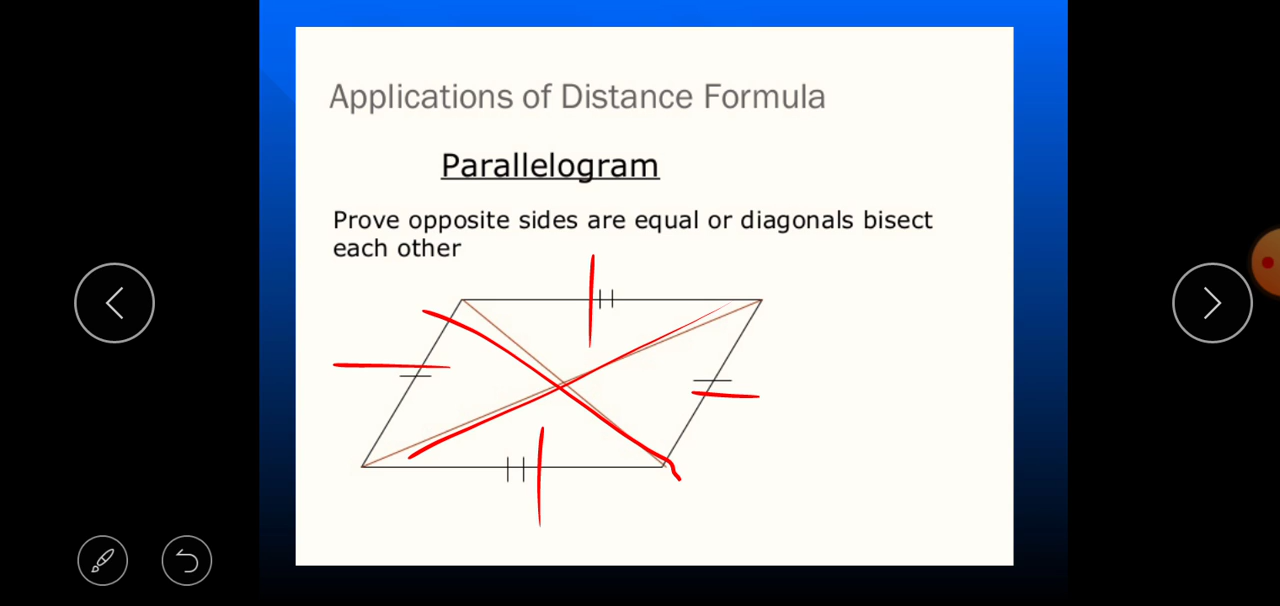 Applications of Distance Formula
Parallelogram
Prove opposite sides are equal or diagonals bisect
each other